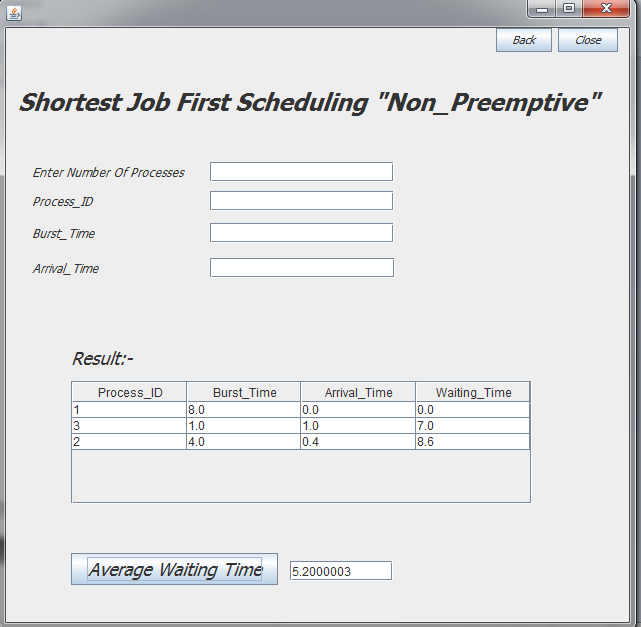 Back Close
Shortest Job First Scheduling "Non_Preemptive"
Enter Number Of Processes
Process_ID
Burst_Time
Arrival_Time
Result:-
Process_ID Burst_Time Arrival_Time Waiting_Time
1 8.0 0.0 0.0
3 1.0 1.0 7.0
2 4.0 0.4 8.6
Average Waiting Time 5.2000003